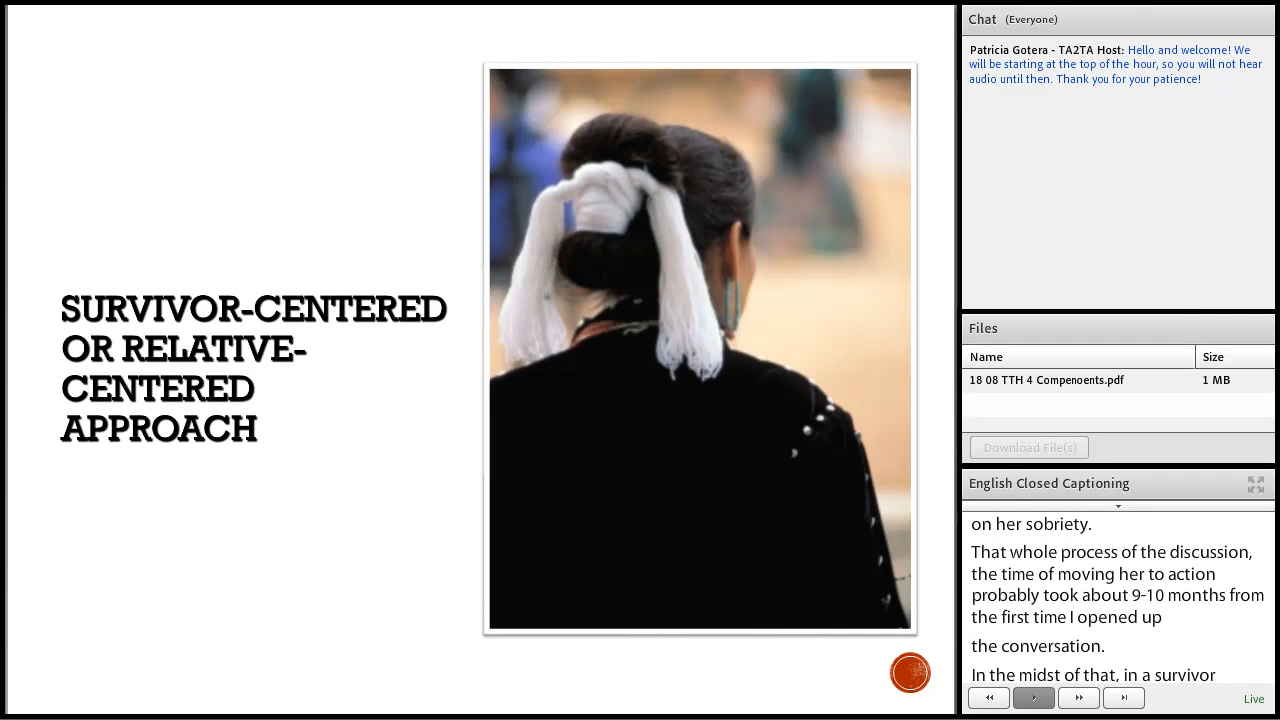 SURVIVOR-CENTERED
OR RELATIVE-
CENTERED
APPROACH
Chat (Everyone)
Patricia Gotera - TA2TA Host: Hello and welcome! We
will be starting at the top of the hour, so you will not hear
audio until then. Thank you for your patience!
Files
Name Size
18 08 TTH 4 Compenoents.pdf 1 MB
Download File(s)
English Closed Captioning
on her sobriety.
That whole process of the discussion,
the time of moving her to action
probably took about 9-10 months from
the first time I opened up
the conversation.
In the midst of that, in a survivor
Live